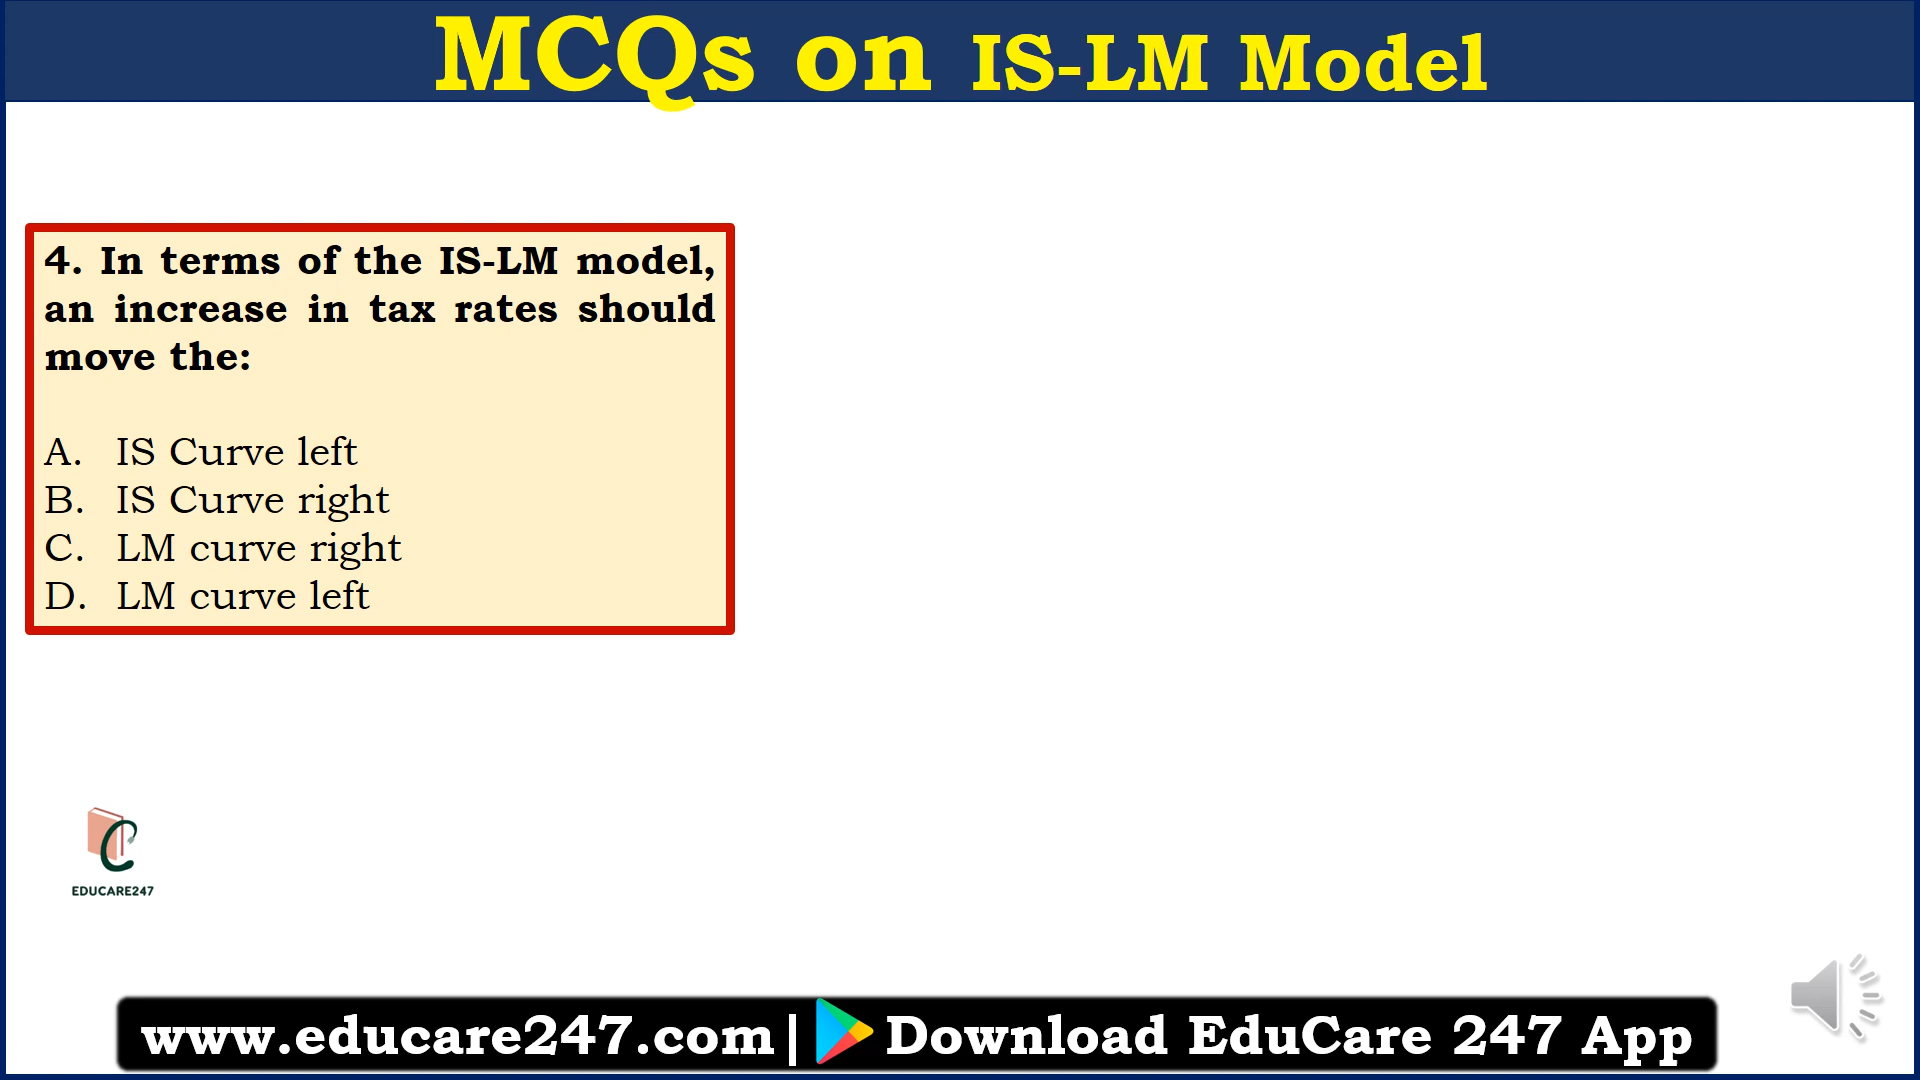 MCQs on IS-LM Model
4. In terms of the IS-LM model,
an increase in tax rates should
move the:
A. IS Curve left
B. IS Curve right
C. LM curve right
D. LM curve left
C
EDUCARE247
www.educare247.com| Download EduCare 247 App